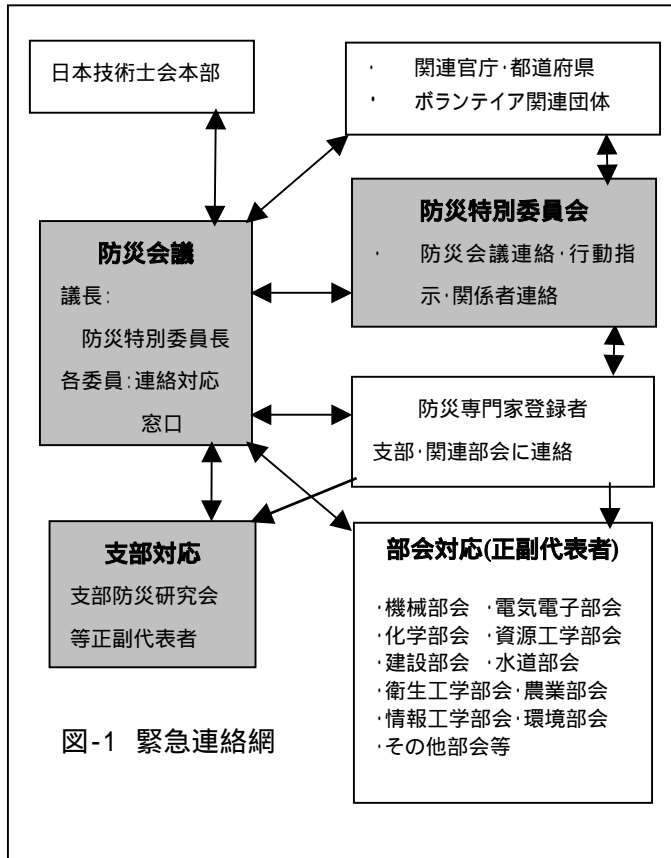 日本技術士会本部
・ 関連官庁・都道府県
・ ボランテイア関連団体
防災会議
議長:
防災特別委員長
各委員:連絡対応
窓口
防災特別委員会
・ 防災会議連絡・行動指
示・関係者連絡
防災専門家登録者
支部・関連部会に連絡
支部対応
支部防災研究会
等正副代表者
部会対応(正副代表者)
・機械部会 ・電気電子部会
・化学部会 ・資源工学部会
・建設部会 ・水道部会
・衛生工学部会・農業部会
・情報工学部会・環境部会
・その他部会等
図-1 緊急連絡網